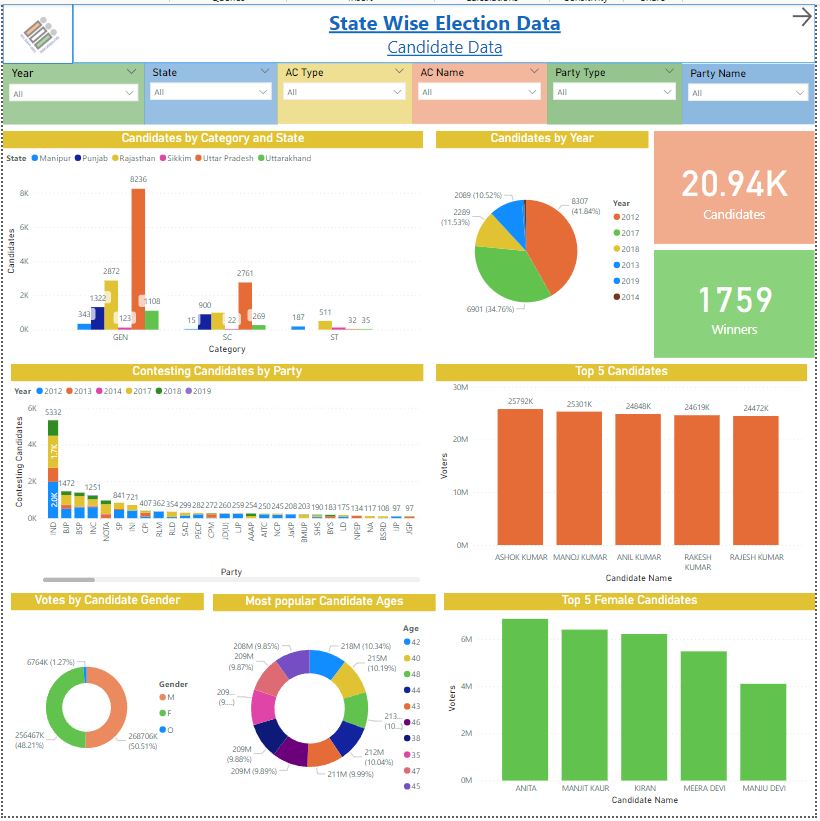 State Wise Election Data
Candidate Data
Year
All
State
All
AC Type
All
AC Name
All
Party Type
All
Party Name
All
Candidates by Category and State
State Manipur Punjab Rajasthan Sikkim Uttar Pradesh Uttarakhand
Candidates
8K
6K
4K
2K
0K
343
1322
2872
123
8236
1108
15
900
22
2761
269
187
511
32
35
GEN
SC
ST
Category
Candidates by Year
2089 (10.52%)
2289
(11.53%)
8307
(41.84%)
6901 (34.76%)
Year
2012
2017
2018
2013
2019
2014
20.94K
Candidates
1759
Winners
Contesting Candidates by Party
Year 2012 2013 2014 2017 2018 2019
Contesting Candidates
6K
4K
2K
0K
5332
1.7K
2.0K
1472
1251
841 721
407 362 354 299 282 272 260 259 258 254 250 245 208 203 190 183 175 134 117 108 97 97
IND BJP BSP INC NOTA SP INI CPI RLM RLD SAD PECP CPM JD(U) LJP AAAP AITC NCP JaKP BMUP SHS BYS LD NPEP NA BSRD IJP JGP
Party
Top 5 Candidates
Voters
30M
20M
10M
0M
25792K
25301K
24848K
24619K
24472K
ASHOK KUMAR
MANOJ KUMAR
ANIL KUMAR
RAKESH
KUMAR
RAJESH KUMAR
Candidate Name
Votes by Candidate Gender
6764K (1.27%)
256467K
(48.21%)
268706K
(50.51%)
Gender
M
F
O
Most popular Candidate Ages
208M (9.85%)
209M
(9.87%)
209...
(9....)
209M
(9.88%)
209M (9.89%)
218M (10.34%)
215M
(10.19%)
213...
(10...)
212M
(10.04%)
211M (9.99%)
Age
42
40
48
44
43
46
38
35
47
45
Top 5 Female Candidates
Voters
6M
4M
2M
0M
ANITA
MANJIT KAUR
KIRAN
MEERA DEVI
MANJU DEVI
Candidate Name